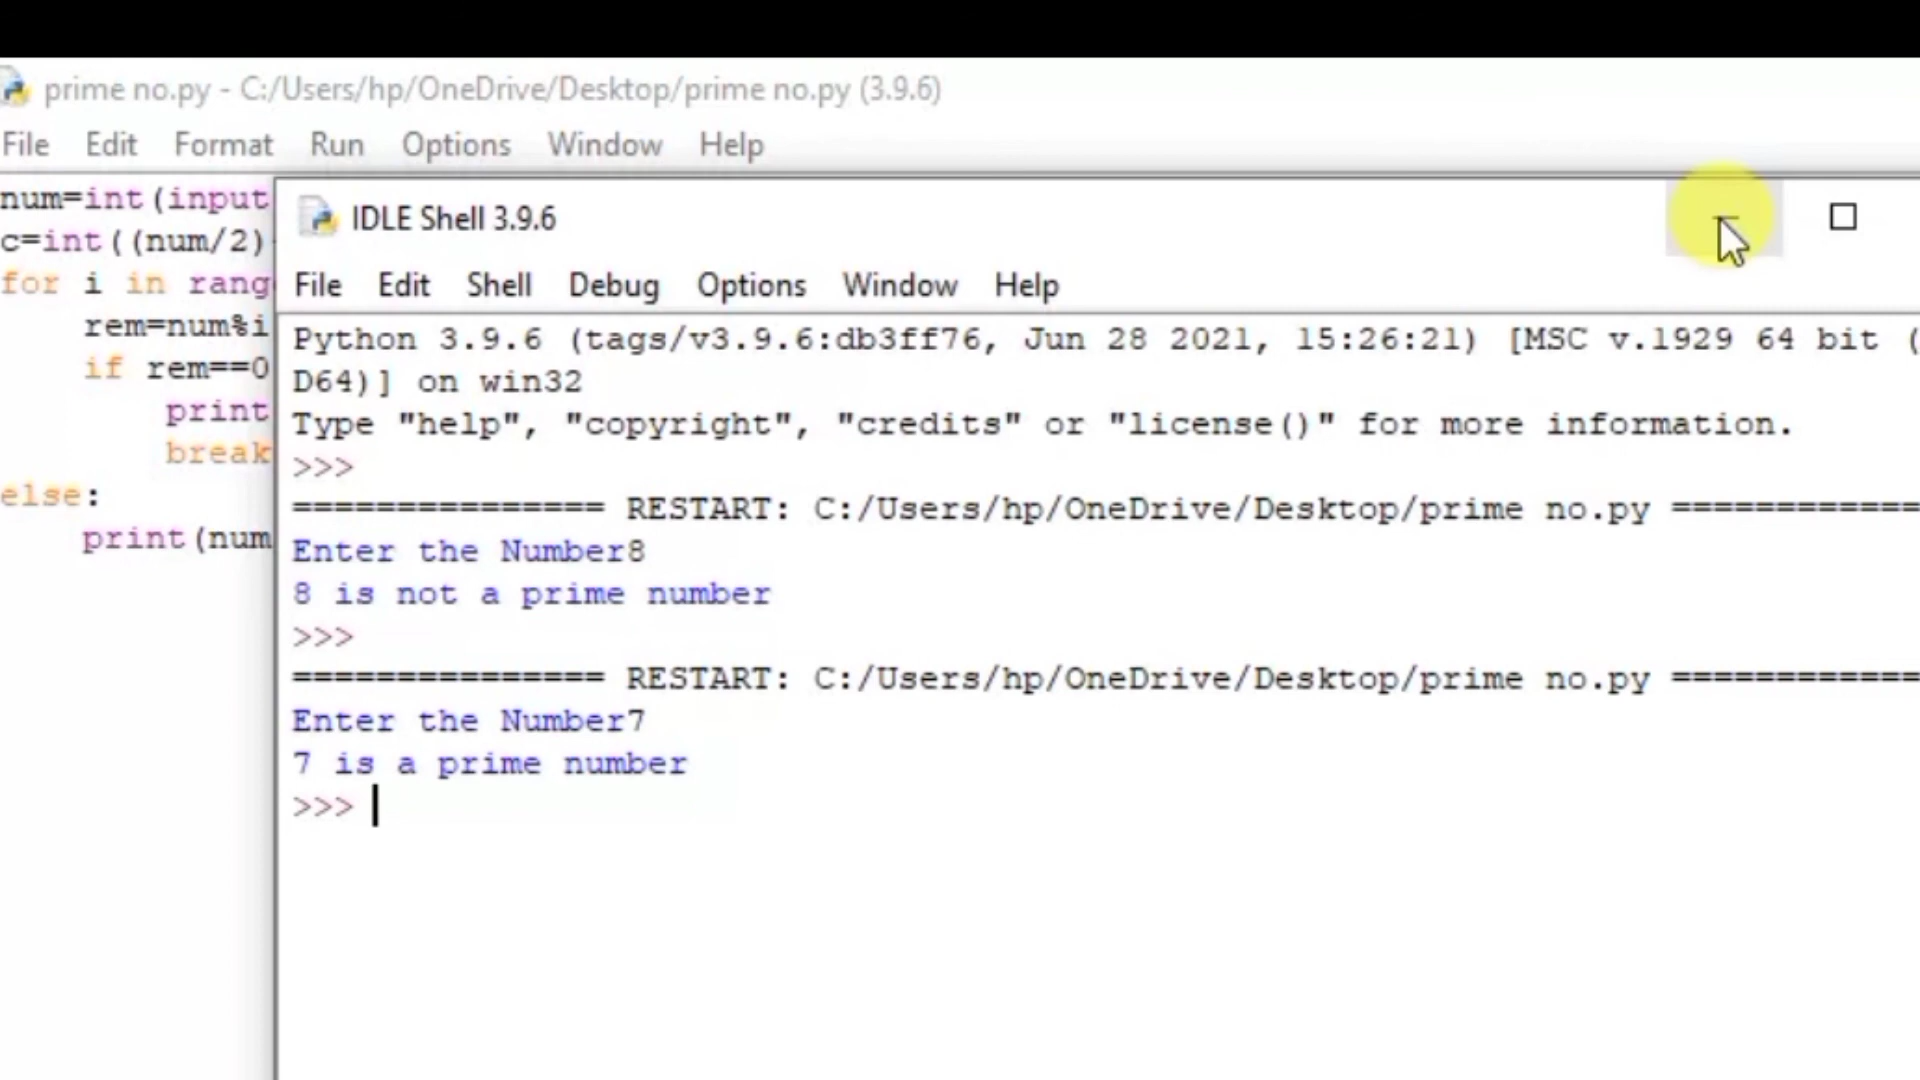 prime no.py - C:/Users/hp/OneDrive/Desktop/prime no.py (3.9.6)
File Edit Format Run Options Window Help
num=int(input
c=int((num/2)
for i in rang
rem=num%i
if rem==0
print
break
else:
print(num
IDLE Shell 3.9.6
File Edit Shell Debug Options Window Help
Python 3.9.6 (tags/v3.9.6:db3ff76, Jun 28 2021, 15:26:21) [MSC v.1929 64 bit (
D64)] on win32
Type "help", "copyright", "credits" or "license()" for more information.
>>>
=============== RESTART: C:/Users/hp/OneDrive/Desktop/prime no.py ============
Enter the Number8
8 is not a prime number
>>>
=============== RESTART: C:/Users/hp/OneDrive/Desktop/prime no.py ============
Enter the Number7
7 is a prime number
>>>